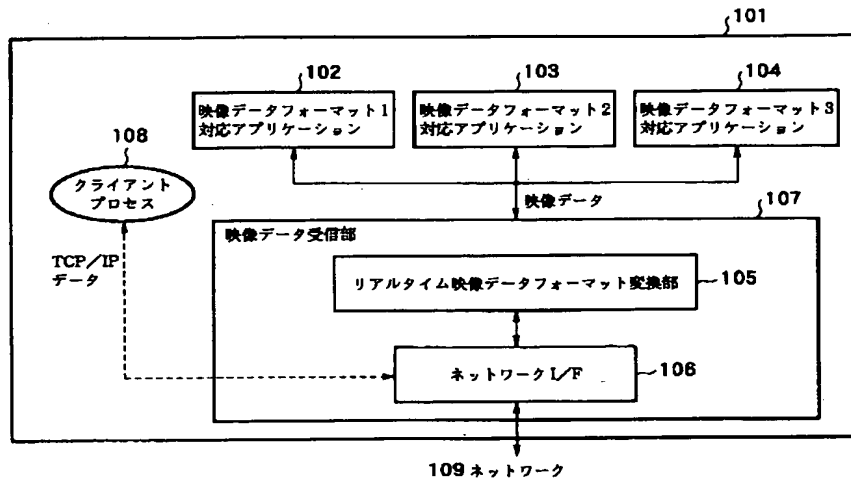 101
102
103
104
映像データフォーマット1
対応アプリケーション
映像データフォーマット2
対応アプリケーション
映像データフォーマット3
対応アプリケーション
108
クライアント
プロセス
映像データ
107
映像データ受信部
TCP/IP
データ
リアルタイム映像データフォーマット変換部
105
ネットワークI/F
106
109 ネットワーク